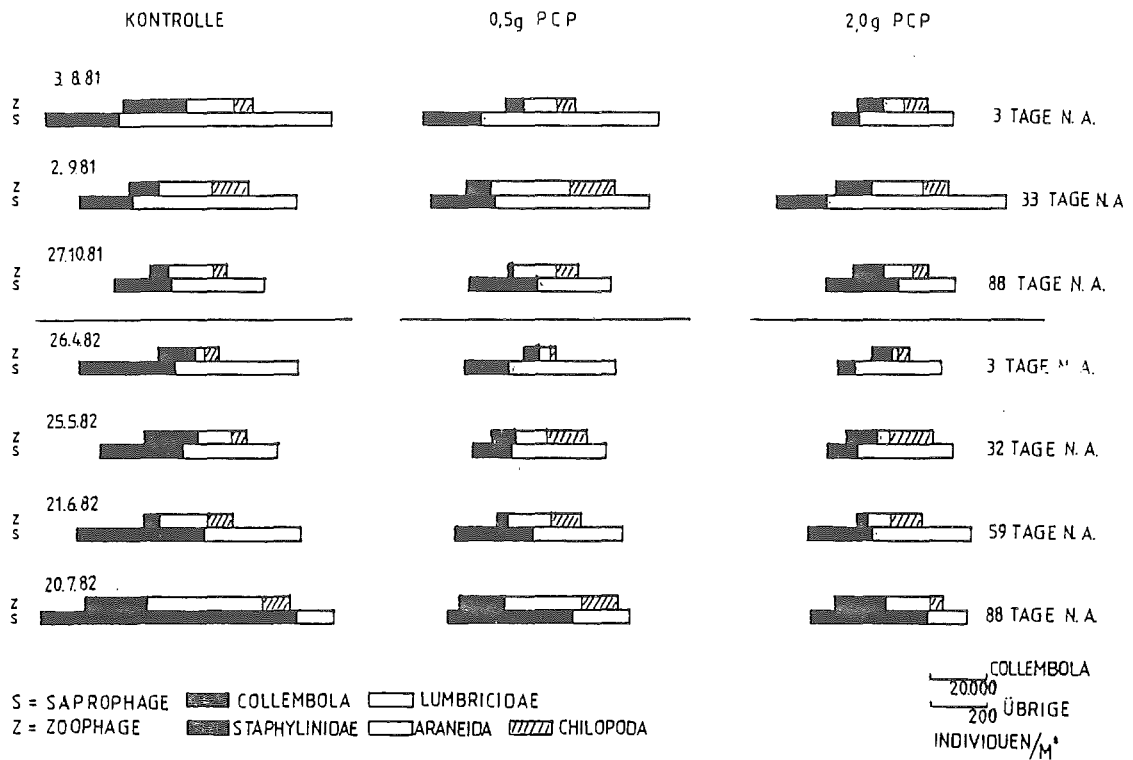 KONTROLLE 0,5g PCP 2,0g PCP
3.8.81
Z
S 3 TAGE N.A.
2.9.81
Z
S 33 TAGE N.A
27.10.81
Z
S 88 TAGE N.A.
26.4.82
Z
S 3 TAGE N.A.
25.5.82
Z
S 32 TAGE N.A.
21.6.82
Z
S 59 TAGE N.A.
20.7.82
Z
S 88 TAGE N.A.
S = SAPROPHAGE COLLEMBOLA LUMBRICIDAE
Z = ZOOPHAGE STAPHYLINIDAE ARANEIDA CHILOPODA
COLLEMBOLA
20.000
ÜBRIGE
200
INDIVIDUEN/M²